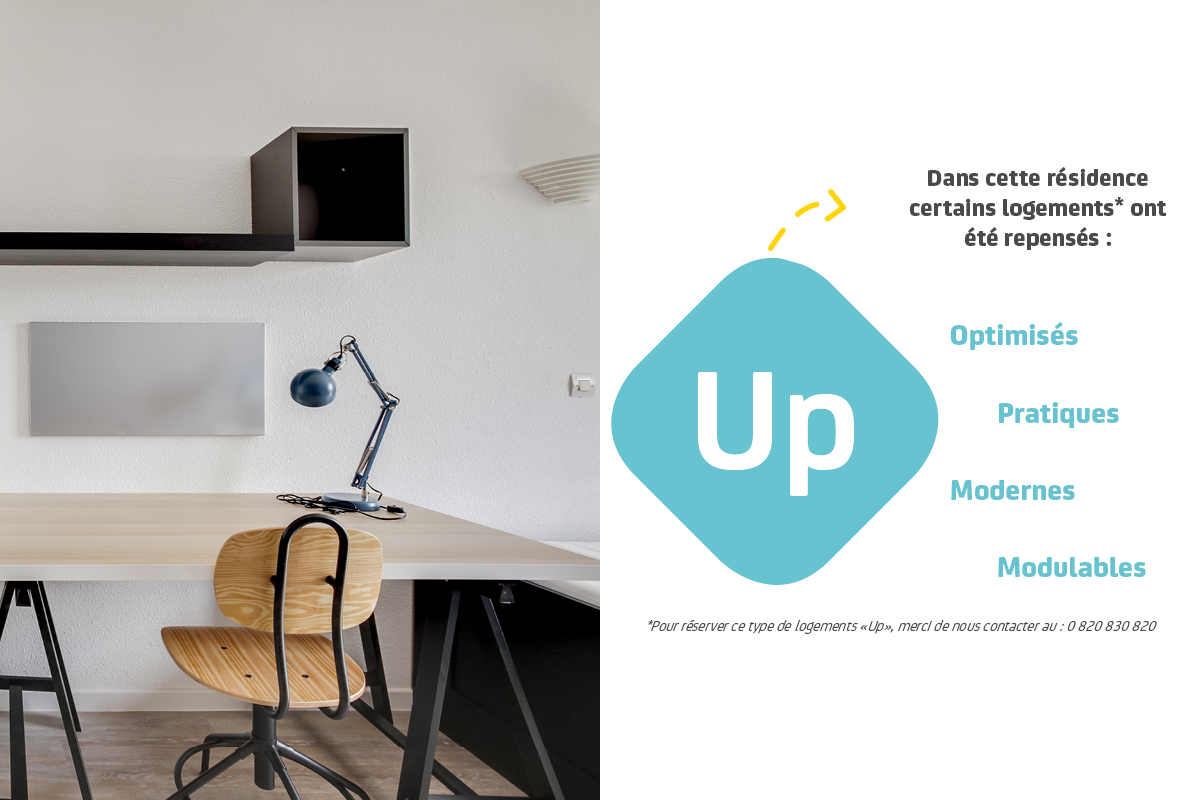 Dans cette résidence
certains logements* ont
été repensés :
Up
Optimisés
Pratiques
Modernes
Modulables
*Pour réserver ce type de logements «Up», merci de nous contacter au : 0 820 830 820